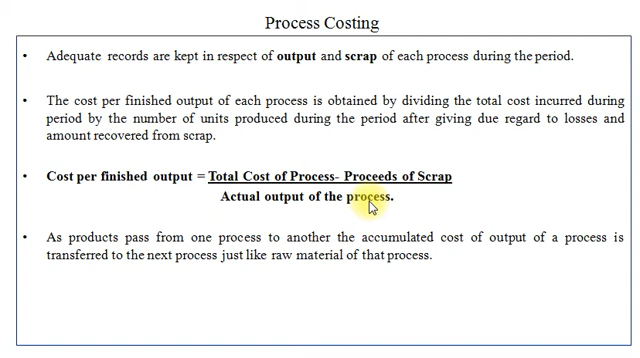 Process Costing
• Adequate records are kept in respect of output and scrap of each process during the period.
• The cost per finished output of each process is obtained by dividing the total cost incurred during
period by the number of units produced during the period after giving due regard to losses and
amount recovered from scrap.
• Cost per finished output = Total Cost of Process- Proceeds of Scrap
Actual output of the process.
• As products pass from one process to another the accumulated cost of output of a process is
transferred to the next process just like raw material of that process.